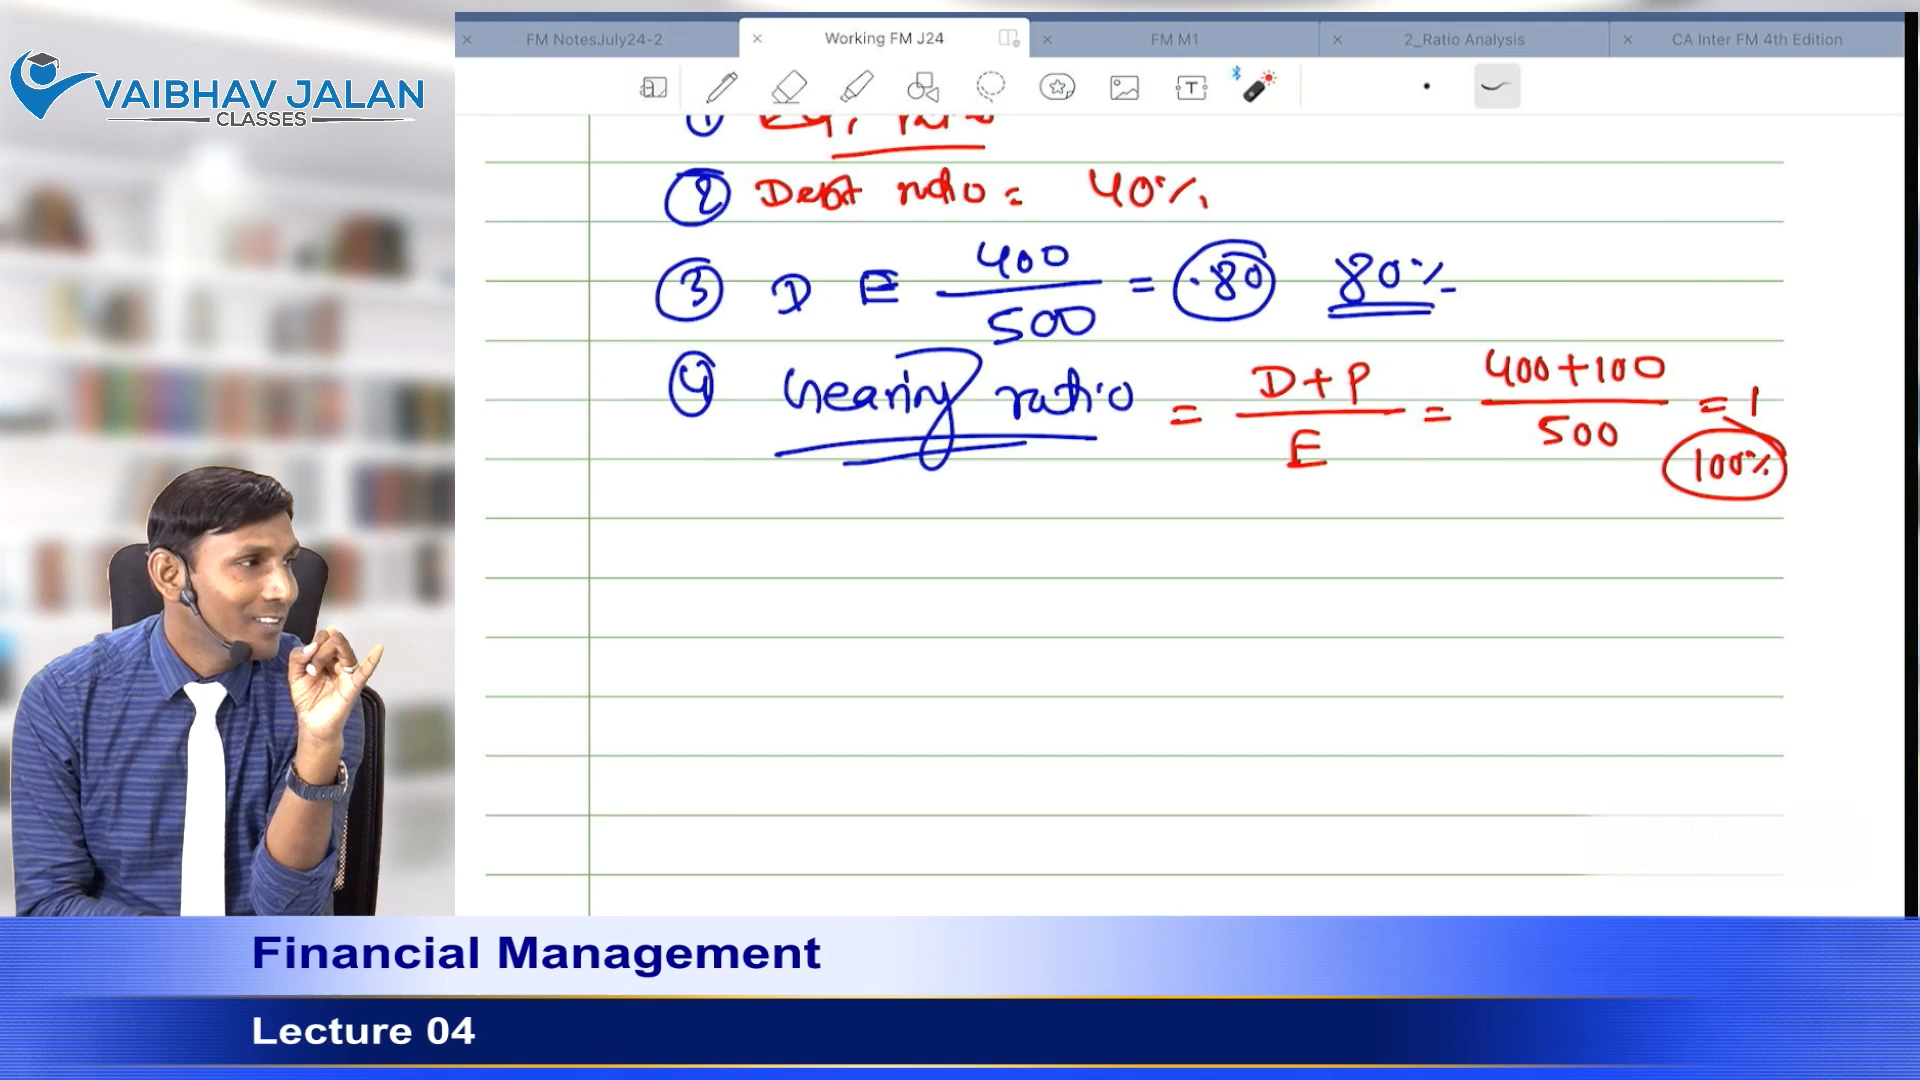 VAIBHAV JALAN
CLASSES
FM NotesJuly24-2
Working FM J24
FM M1
2_Ratio Analysis
CA Inter FM 4th Edition
T
①
② Debt ratio = 40%
③ D E 400/500 = .80 80%
④ Gearing ratio = D+P/E = 400+100/500 = 1
100%
Financial Management
Lecture 04